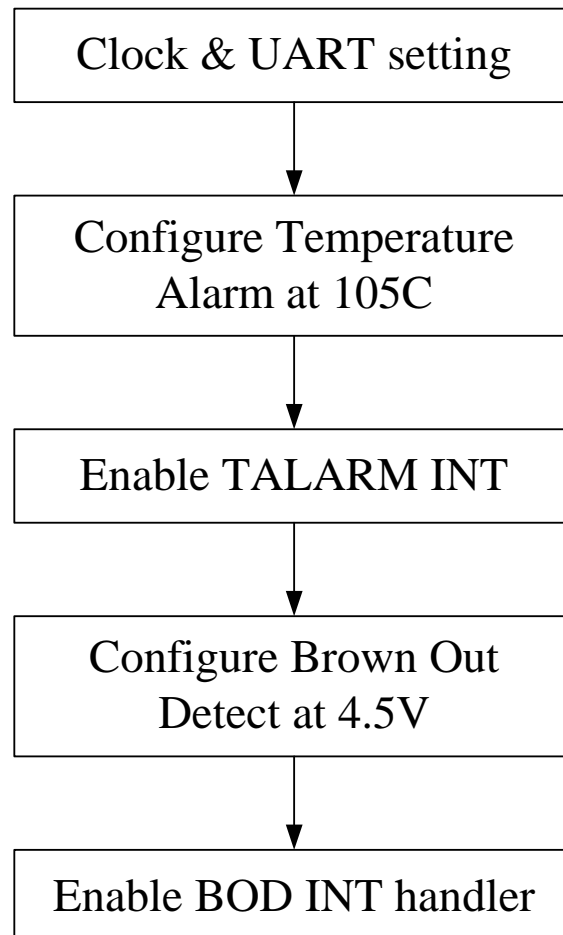 Clock & UART setting
Configure Temperature
Alarm at 105C
Enable TALARM INT
Configure Brown Out
Detect at 4.5V
Enable BOD INT handler